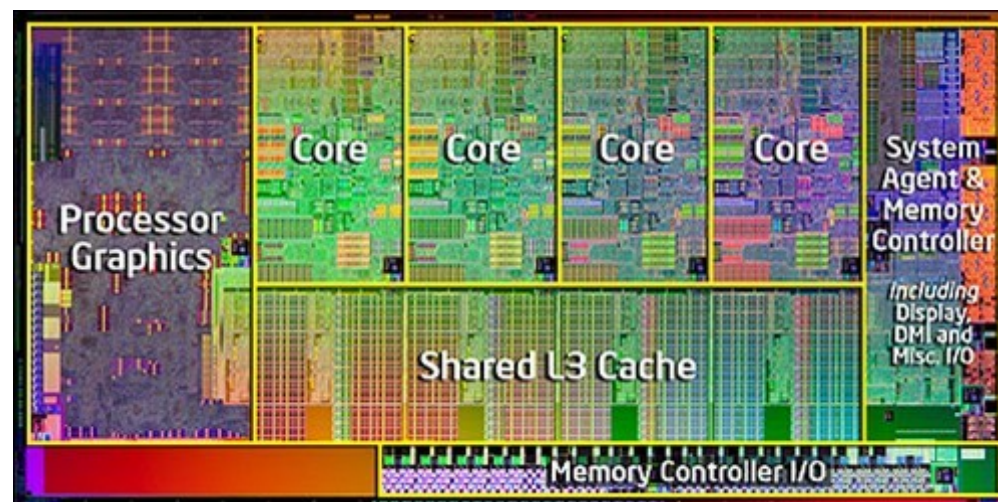 Processor
Graphics
Core
Core
Core
Core
System
Agent &
Memory
Controller
Including
Display,
DMI and
Misc. I/O
Shared L3 Cache
Memory Controller I/O